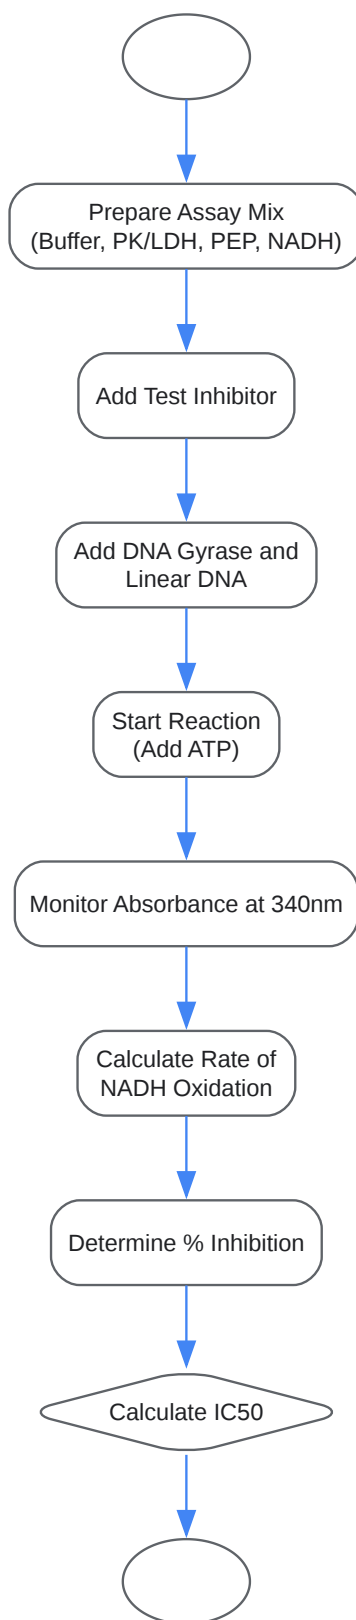 Prepare Assay Mix
(Buffer, PK/LDH, PEP, NADH)
Add Test Inhibitor
Add DNA Gyrase and
Linear DNA
Start Reaction
(Add ATP)
Monitor Absorbance at 340nm
Calculate Rate of
NADH Oxidation
Determine % Inhibition
Calculate IC50